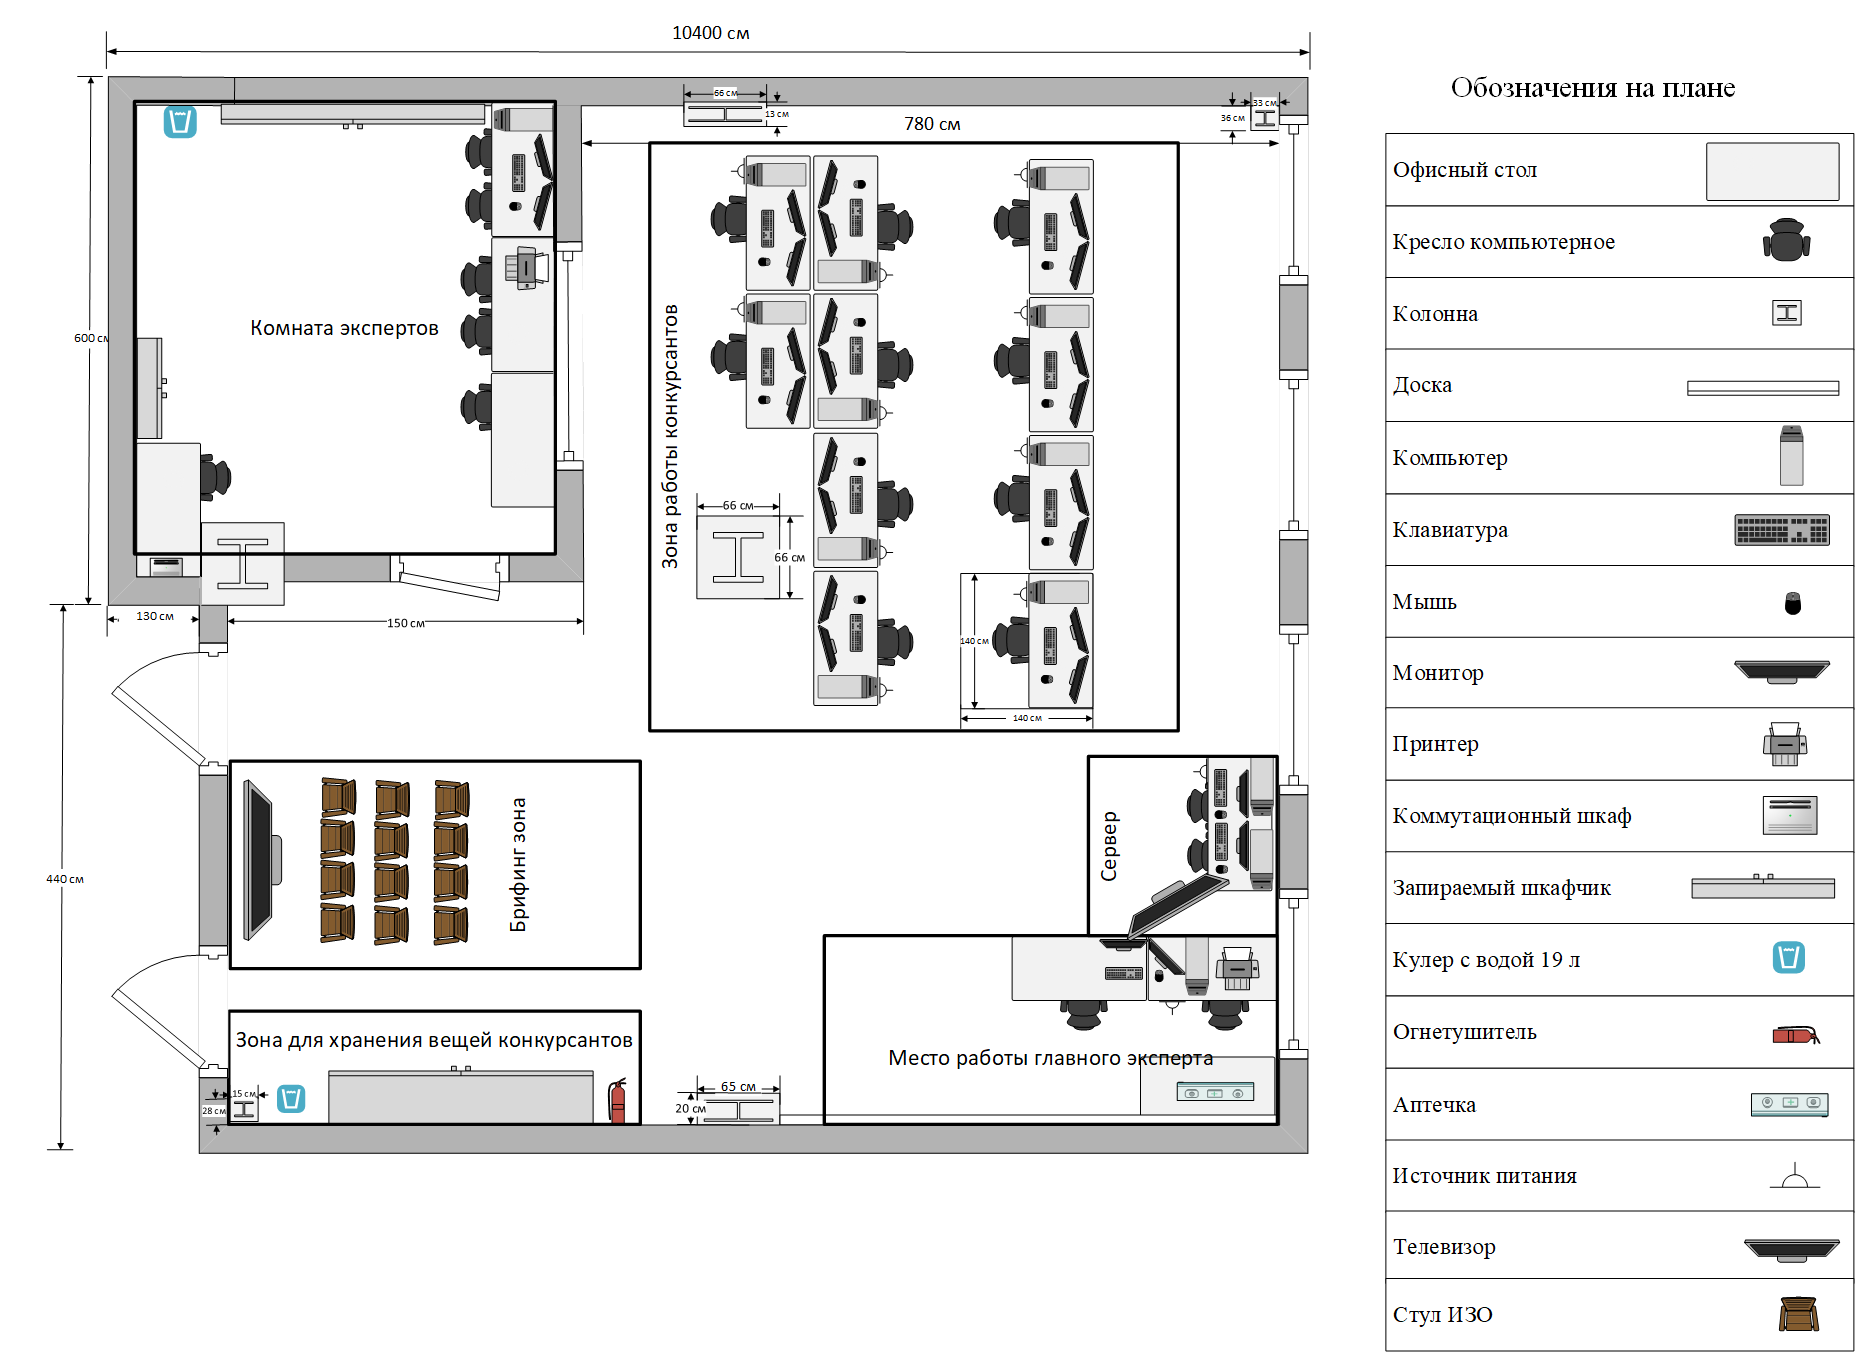 10400 см
66 см
13 см
33 см
36 см
780 см
600 см
Комната экспертов
Зона работы конкурсантов
66 см
66 см
140 см
140 см
130 см
150 см
440 см
Брифинг зона
Сервер
Зона для хранения вещей конкурсантов
15 см
28 см
65 см
20 см
Место работы главного эксперта
Обозначения на плане
Офисный стол
Кресло компьютерное
Колонна
Доска
Компьютер
Клавиатура
Мышь
Монитор
Принтер
Коммутационный шкаф
Запираемый шкафчик
Кулер с водой 19 л
Огнетушитель
Аптечка
Источник питания
Телевизор
Стул ИЗО